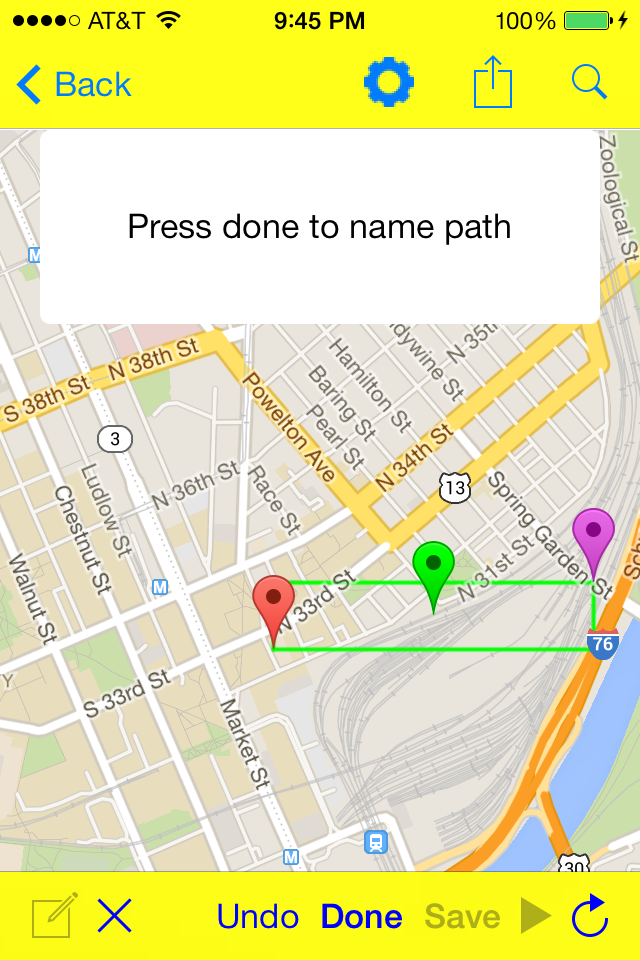 AT&T 9:45 PM 100%
Back
Press done to name path
Zoological St
M
N 35th
Hamilton St
Baring St
Pearl St
N 38th St
S 38th St
Powelton Ave
3
N 34th St
N 36th St
Race St
13
Ludlow St
Chestnut St
Spring Garden St
Walnut St
M
N 31st St
N 33rd St
76
S 33rd St
Market St
M
30
Undo Done Save